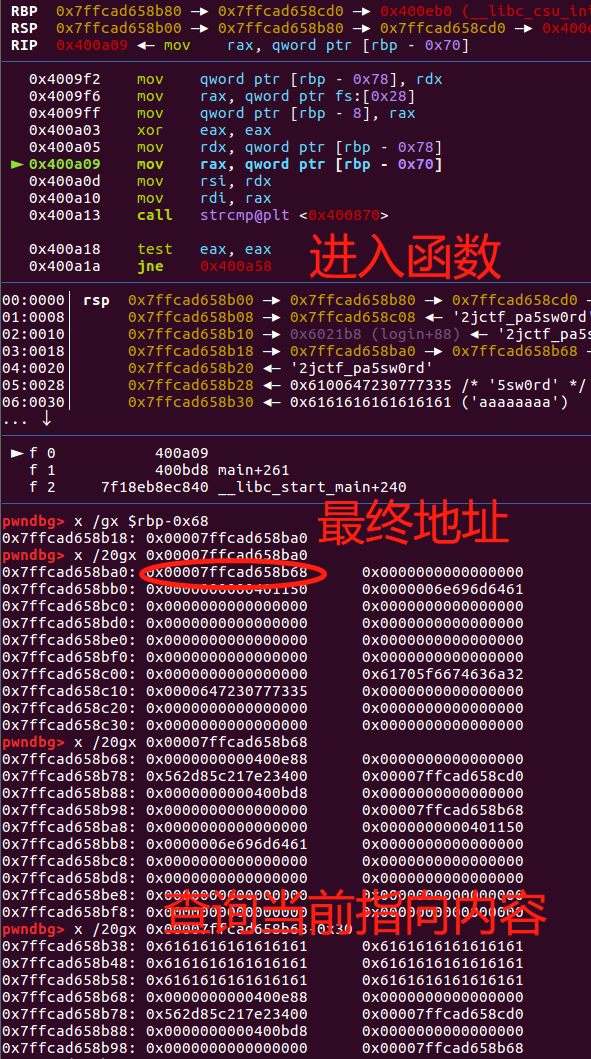 RBP 0x7ffcad658b80 —▸ 0x7ffcad658cd0 —▸ 0x400eb0 (__libc_csu_in
RSP 0x7ffcad658b00 —▸ 0x7ffcad658b80 —▸ 0x7ffcad658cd0 —▸ 0x400e
RIP 0x400a09 ◂— mov rax, qword ptr [rbp - 0x70]
0x4009f2 mov qword ptr [rbp - 0x78], rdx
0x4009f6 mov rax, qword ptr fs:[0x28]
0x4009ff mov qword ptr [rbp - 8], rax
0x400a03 xor eax, eax
0x400a05 mov rdx, qword ptr [rbp - 0x78]
► 0x400a09 mov rax, qword ptr [rbp - 0x70]
0x400a0d mov rsi, rdx
0x400a10 mov rdi, rax
0x400a13 call strcmp@plt <0x400870>
0x400a18 test eax, eax
0x400a1a jne 0x400a58
进入函数
00:0000│ rsp 0x7ffcad658b00 —▸ 0x7ffcad658b80 —▸ 0x7ffcad658cd0 —
01:0008│ 0x7ffcad658b08 —▸ 0x7ffcad658c08 ◂— '2jctf_pa5sw0rd'
02:0010│ 0x7ffcad658b10 —▸ 0x6021b8 (login+88) ◂— '2jctf_pa5s
03:0018│ 0x7ffcad658b18 —▸ 0x7ffcad658ba0 —▸ 0x7ffcad658b68 —
04:0020│ 0x7ffcad658b20 ◂— '2jctf_pa5sw0rd'
05:0028│ 0x7ffcad658b28 ◂— 0x6100647230777335 /* '5sw0rd' */
06:0030│ 0x7ffcad658b30 ◂— 0x6161616161616161 ('aaaaaaaa')
... ↓
► f 0 400a09
f 1 400bd8 main+261
f 2 7f18eb8ec840 __libc_start_main+240
pwndbg> x /gx $rbp-0x68
最终地址
0x7ffcad658b18: 0x00007ffcad658ba0
pwndbg> x /20gx 0x00007ffcad658ba0
0x7ffcad658ba0: 0x00007ffcad658b68 0x0000000000000000
0x7ffcad658bb0: 0x0000000000401150 0x0000006e696d6461
0x7ffcad658bc0: 0x0000000000000000 0x0000000000000000
0x7ffcad658bd0: 0x0000000000000000 0x0000000000000000
0x7ffcad658be0: 0x0000000000000000 0x0000000000000000
0x7ffcad658bf0: 0x0000000000000000 0x0000000000000000
0x7ffcad658c00: 0x0000000000000000 0x61705f6674636a32
0x7ffcad658c10: 0x0000647230777335 0x0000000000000000
0x7ffcad658c20: 0x0000000000000000 0x0000000000000000
0x7ffcad658c30: 0x0000000000000000 0x0000000000000000
pwndbg> x /20gx 0x00007ffcad658b68
0x7ffcad658b68: 0x0000000000400e88 0x0000000000000000
0x7ffcad658b78: 0x562d85c217e23400 0x00007ffcad658cd0
0x7ffcad658b88: 0x0000000000400bd8 0x0000000000000000
0x7ffcad658b98: 0x0000000000000000 0x00007ffcad658b68
0x7ffcad658ba8: 0x0000000000000000 0x0000000000401150
0x7ffcad658bb8: 0x0000006e696d6461 0x0000000000000000
0x7ffcad658bc8: 0x0000000000000000 0x0000000000000000
0x7ffcad658bd8: 0x0000000000000000 0x0000000000000000
0x7ffcad658be8: 0x0000000000000000 0x0000000000000000
0x7ffcad658bf8: 0x0000000000000000 0x0000000000000000
查询当前指向内容
pwndbg> x /20gx 0x00007ffcad658b68-0x30
0x7ffcad658b38: 0x6161616161616161 0x6161616161616161
0x7ffcad658b48: 0x6161616161616161 0x6161616161616161
0x7ffcad658b58: 0x6161616161616161 0x6161616161616161
0x7ffcad658b68: 0x0000000000400e88 0x0000000000000000
0x7ffcad658b78: 0x562d85c217e23400 0x00007ffcad658cd0
0x7ffcad658b88: 0x0000000000400bd8 0x0000000000000000
0x7ffcad658b98: 0x0000000000000000 0x00007ffcad658b68